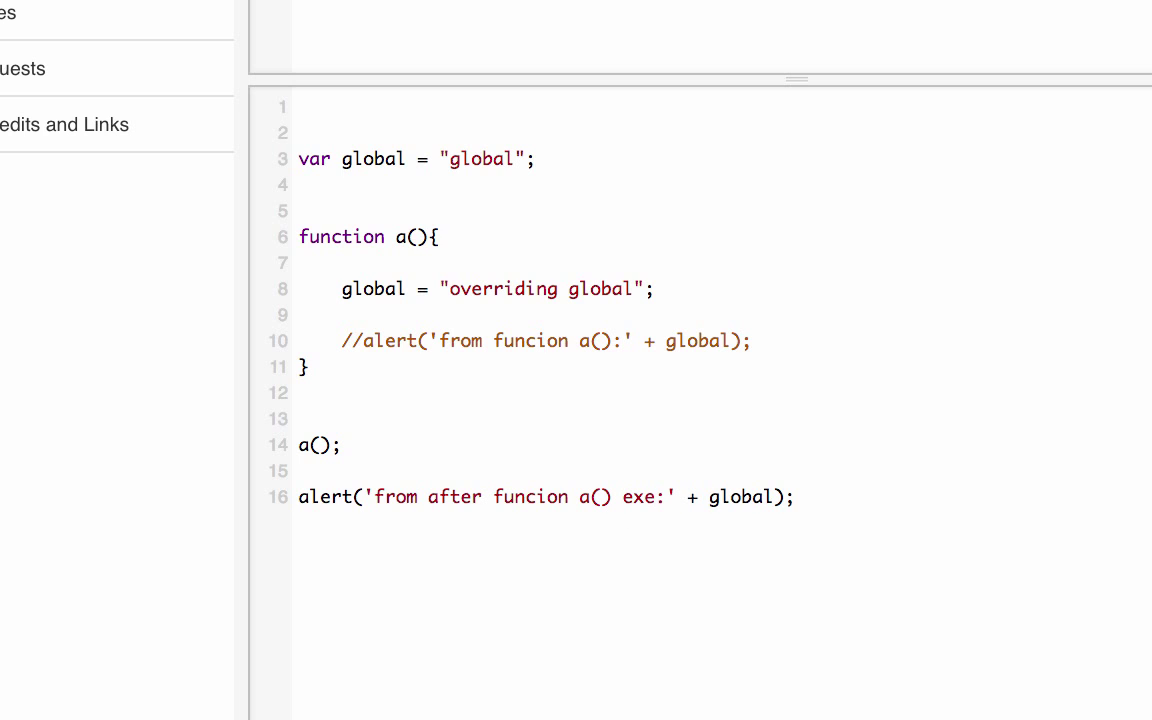 es
uests
edits and Links
1
2
3 var global = "global";
4
5
6 function a(){
7
8 global = "overriding global";
9
10 //alert('from funcion a():' + global);
11 }
12
13
14 a();
15
16 alert('from after funcion a() exe:' + global);